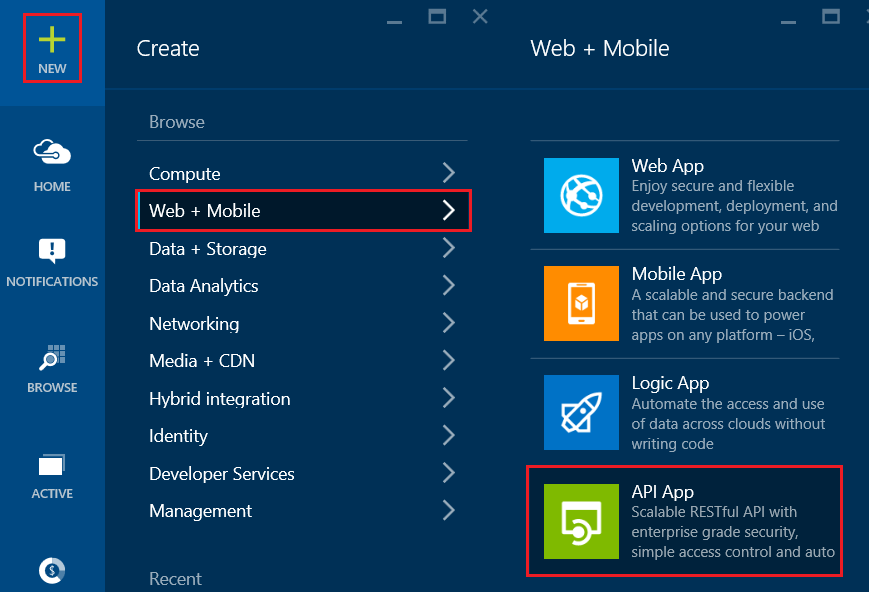 NEW
HOME
NOTIFICATIONS
BROWSE
ACTIVE
$
Create
Browse
Compute
Web + Mobile
Data + Storage
Data Analytics
Networking
Media + CDN
Hybrid integration
Identity
Developer Services
Management
Recent
Web + Mobile
Web App
Enjoy secure and flexible
development, deployment, and
scaling options for your web
Mobile App
A scalable and secure backend
that can be used to power
apps on any platform – iOS,
Logic App
Automate the access and use
of data across clouds without
writing code
API App
Scalable RESTful API with
enterprise grade security,
simple access control and auto